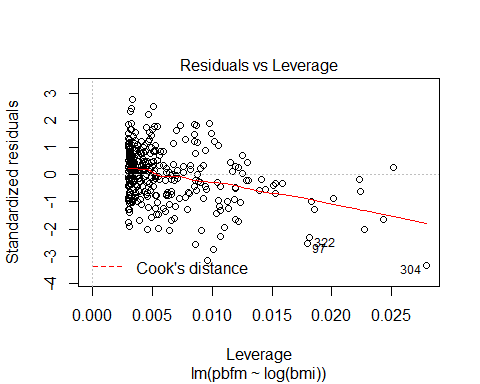 Residuals vs Leverage
Standardized residuals
3
2
1
0
-1
-2
-3
-4
322
97
304
Cook's distance
0.000 0.005 0.010 0.015 0.020 0.025
Leverage
lm(pbfm ~ log(bmi))